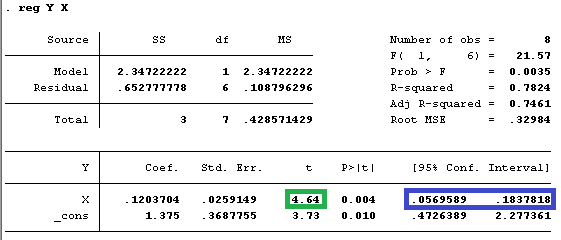 . reg Y X
Source SS df MS Number of obs = 8
F( 1, 6) = 21.57
Model 2.34722222 1 2.34722222 Prob > F = 0.0035
Residual .652777778 6 .108796296 R-squared = 0.7824
Adj R-squared = 0.7461
Total 3 7 .428571429 Root MSE = .32984
Y Coef. Std. Err. t P>|t| [95% Conf. Interval]
X .1203704 .0259149 4.64 0.004 .0569589 .1837818
_cons 1.375 .3687755 3.73 0.010 .4726389 2.277361